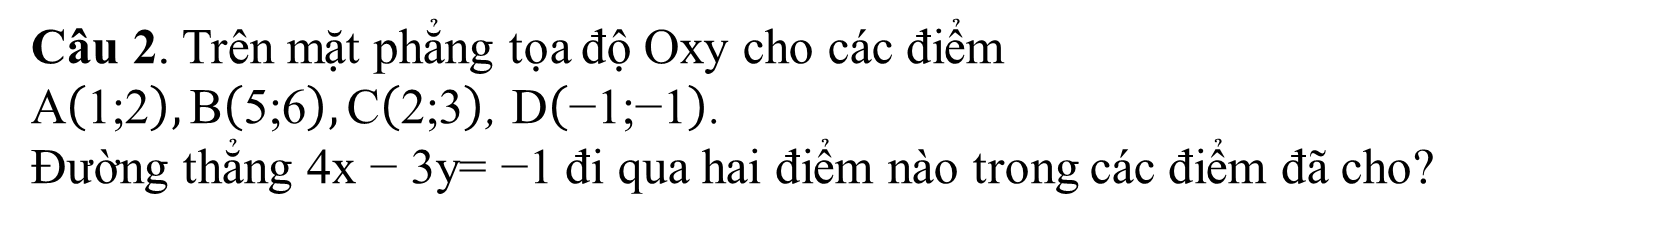 Câu 2. Trên mặt phẳng tọa độ Oxy cho các điểm
A(1;2), B(5;6), C(2;3), D(−1;−1).
Đường thẳng 4x − 3y= −1 đi qua hai điểm nào trong các điểm đã cho?